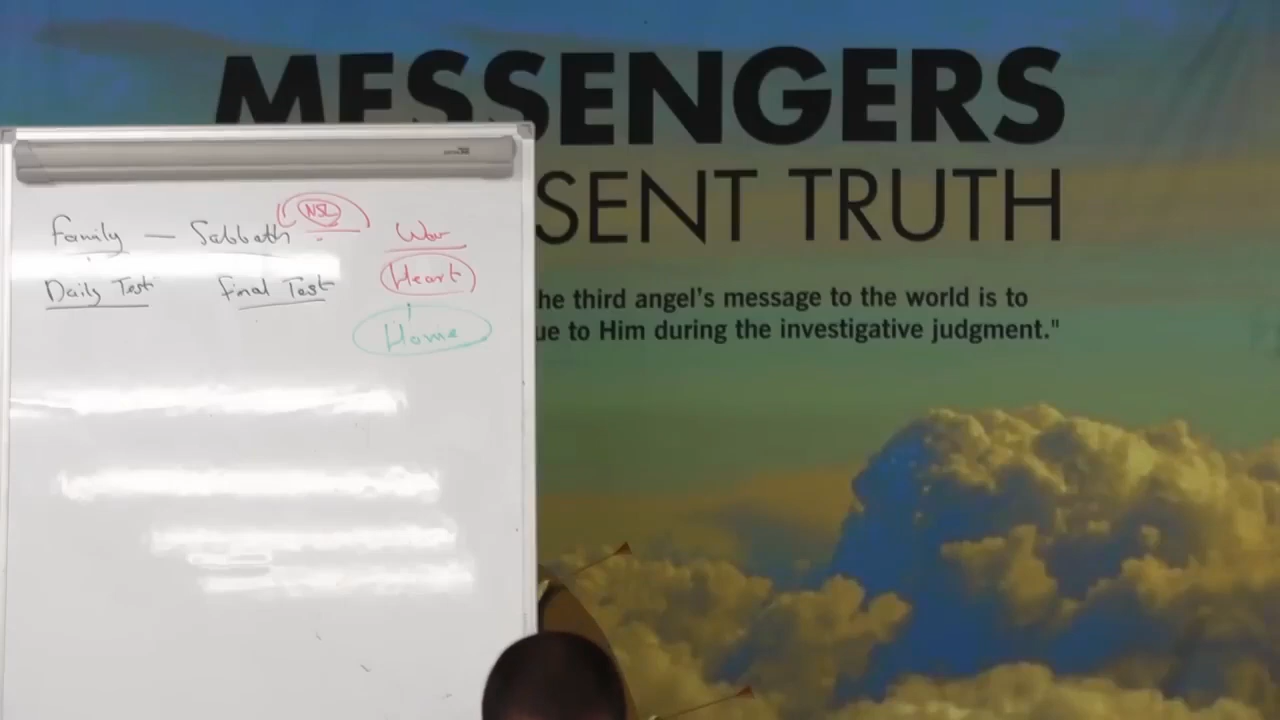 MESSENGERS
SENT TRUTH
he third angel's message to the world is to
ue to Him during the investigative judgment."
NSL
Family — Sabbath
War
Daily Test Final Test
Heart
Home